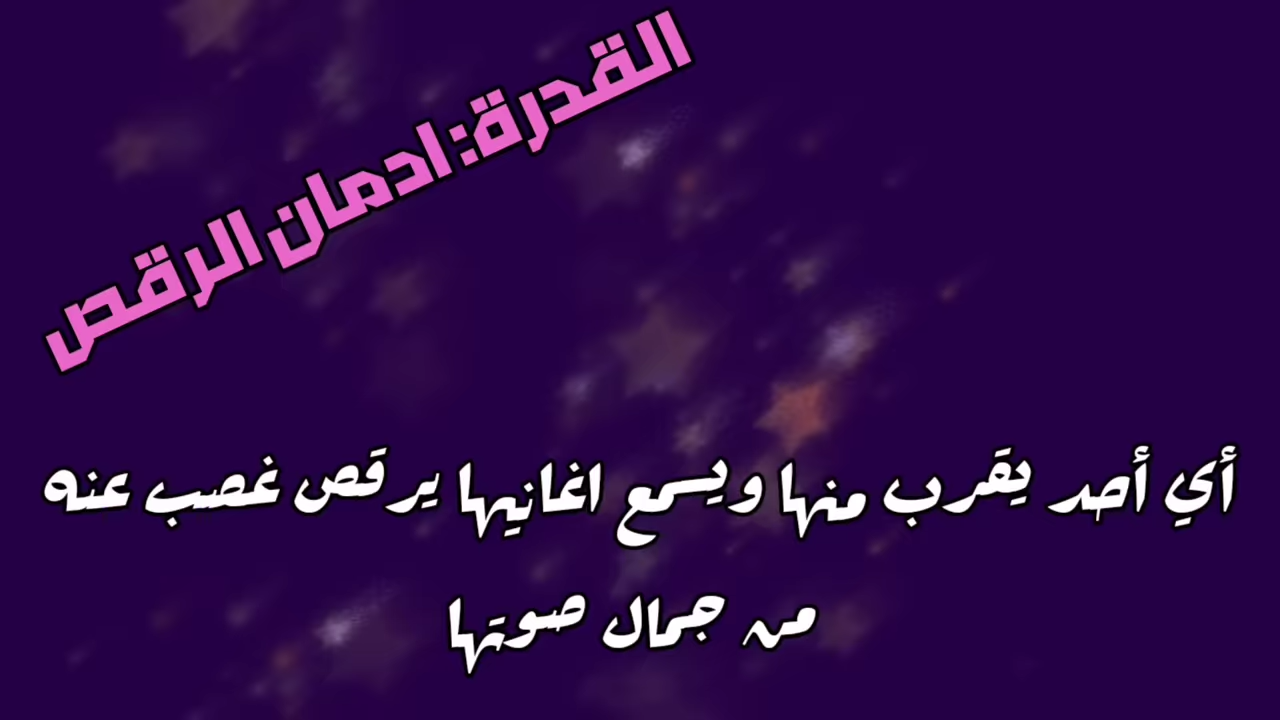 القدرة: ادمان الرقص
أي أحد يقرب منها ويسمع اغانيها يرقص غصب عنه
من جمال صوتها